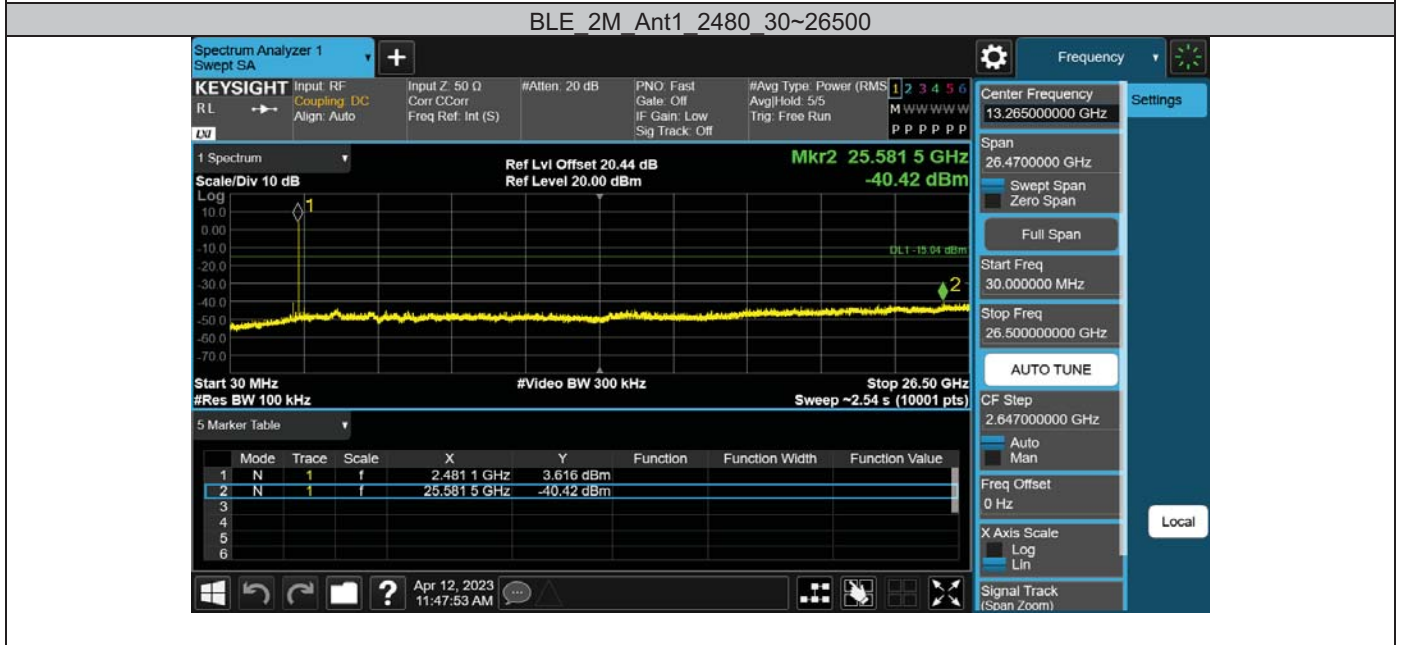 BLE_2M_Ant1_2480_30~26500
Spectrum Analyzer 1
Swept SA
+
Frequency
KEYSIGHT
RL
LXI
Input: RF
Coupling: DC
Align: Auto
Input Z: 50 Ω
Corr CCorr
Freq Ref: Int (S)
#Atten: 20 dB
PNO: Fast
Gate: Off
IF Gain: Low
Sig Track: Off
#Avg Type: Power (RMS
Avg|Hold: 5/5
Trig: Free Run
1 2 3 4 5 6
M W W W W W
P P P P P P
1 Spectrum
Scale/Div 10 dB
Ref Lvl Offset 20.44 dB
Ref Level 20.00 dBm
Mkr2 25.581 5 GHz
-40.42 dBm
Log
10.0
0.00
-10.0
-20.0
-30.0
-40.0
-50.0
-60.0
-70.0
1
DL1 -15.04 dBm
2
Start 30 MHz
#Res BW 100 kHz
#Video BW 300 kHz
Stop 26.50 GHz
Sweep ~2.54 s (10001 pts)
5 Marker Table
Mode Trace Scale X Y Function Function Width Function Value
1 N 1 f 2.481 1 GHz 3.616 dBm
2 N 1 f 25.581 5 GHz -40.42 dBm
3
4
5
6
?
Apr 12, 2023
11:47:53 AM
Center Frequency
13.265000000 GHz
Span
26.4700000 GHz
Swept Span
Zero Span
Full Span
Start Freq
30.000000 MHz
Stop Freq
26.500000000 GHz
AUTO TUNE
CF Step
2.647000000 GHz
Auto
Man
Freq Offset
0 Hz
X Axis Scale
Log
Lin
Signal Track
(Span Zoom)
Settings
Local